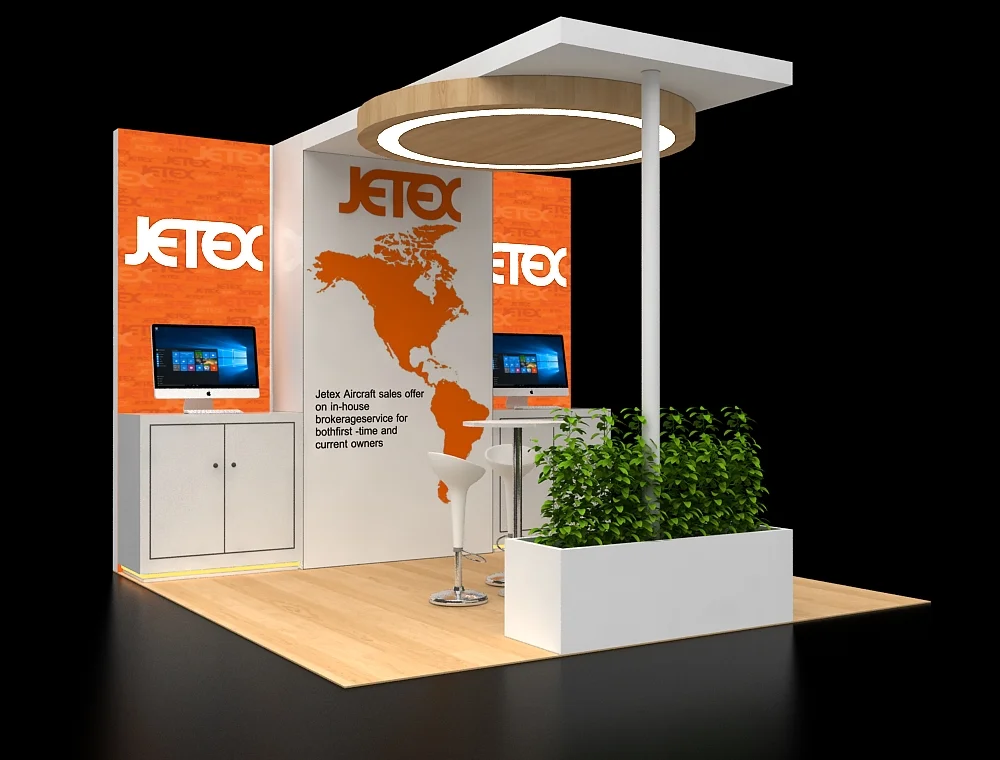 JETEX
JETEX
JETEX
Jetex Aircraft sales offer
on in-house
brokerageservice for
bothfirst -time and
current owners